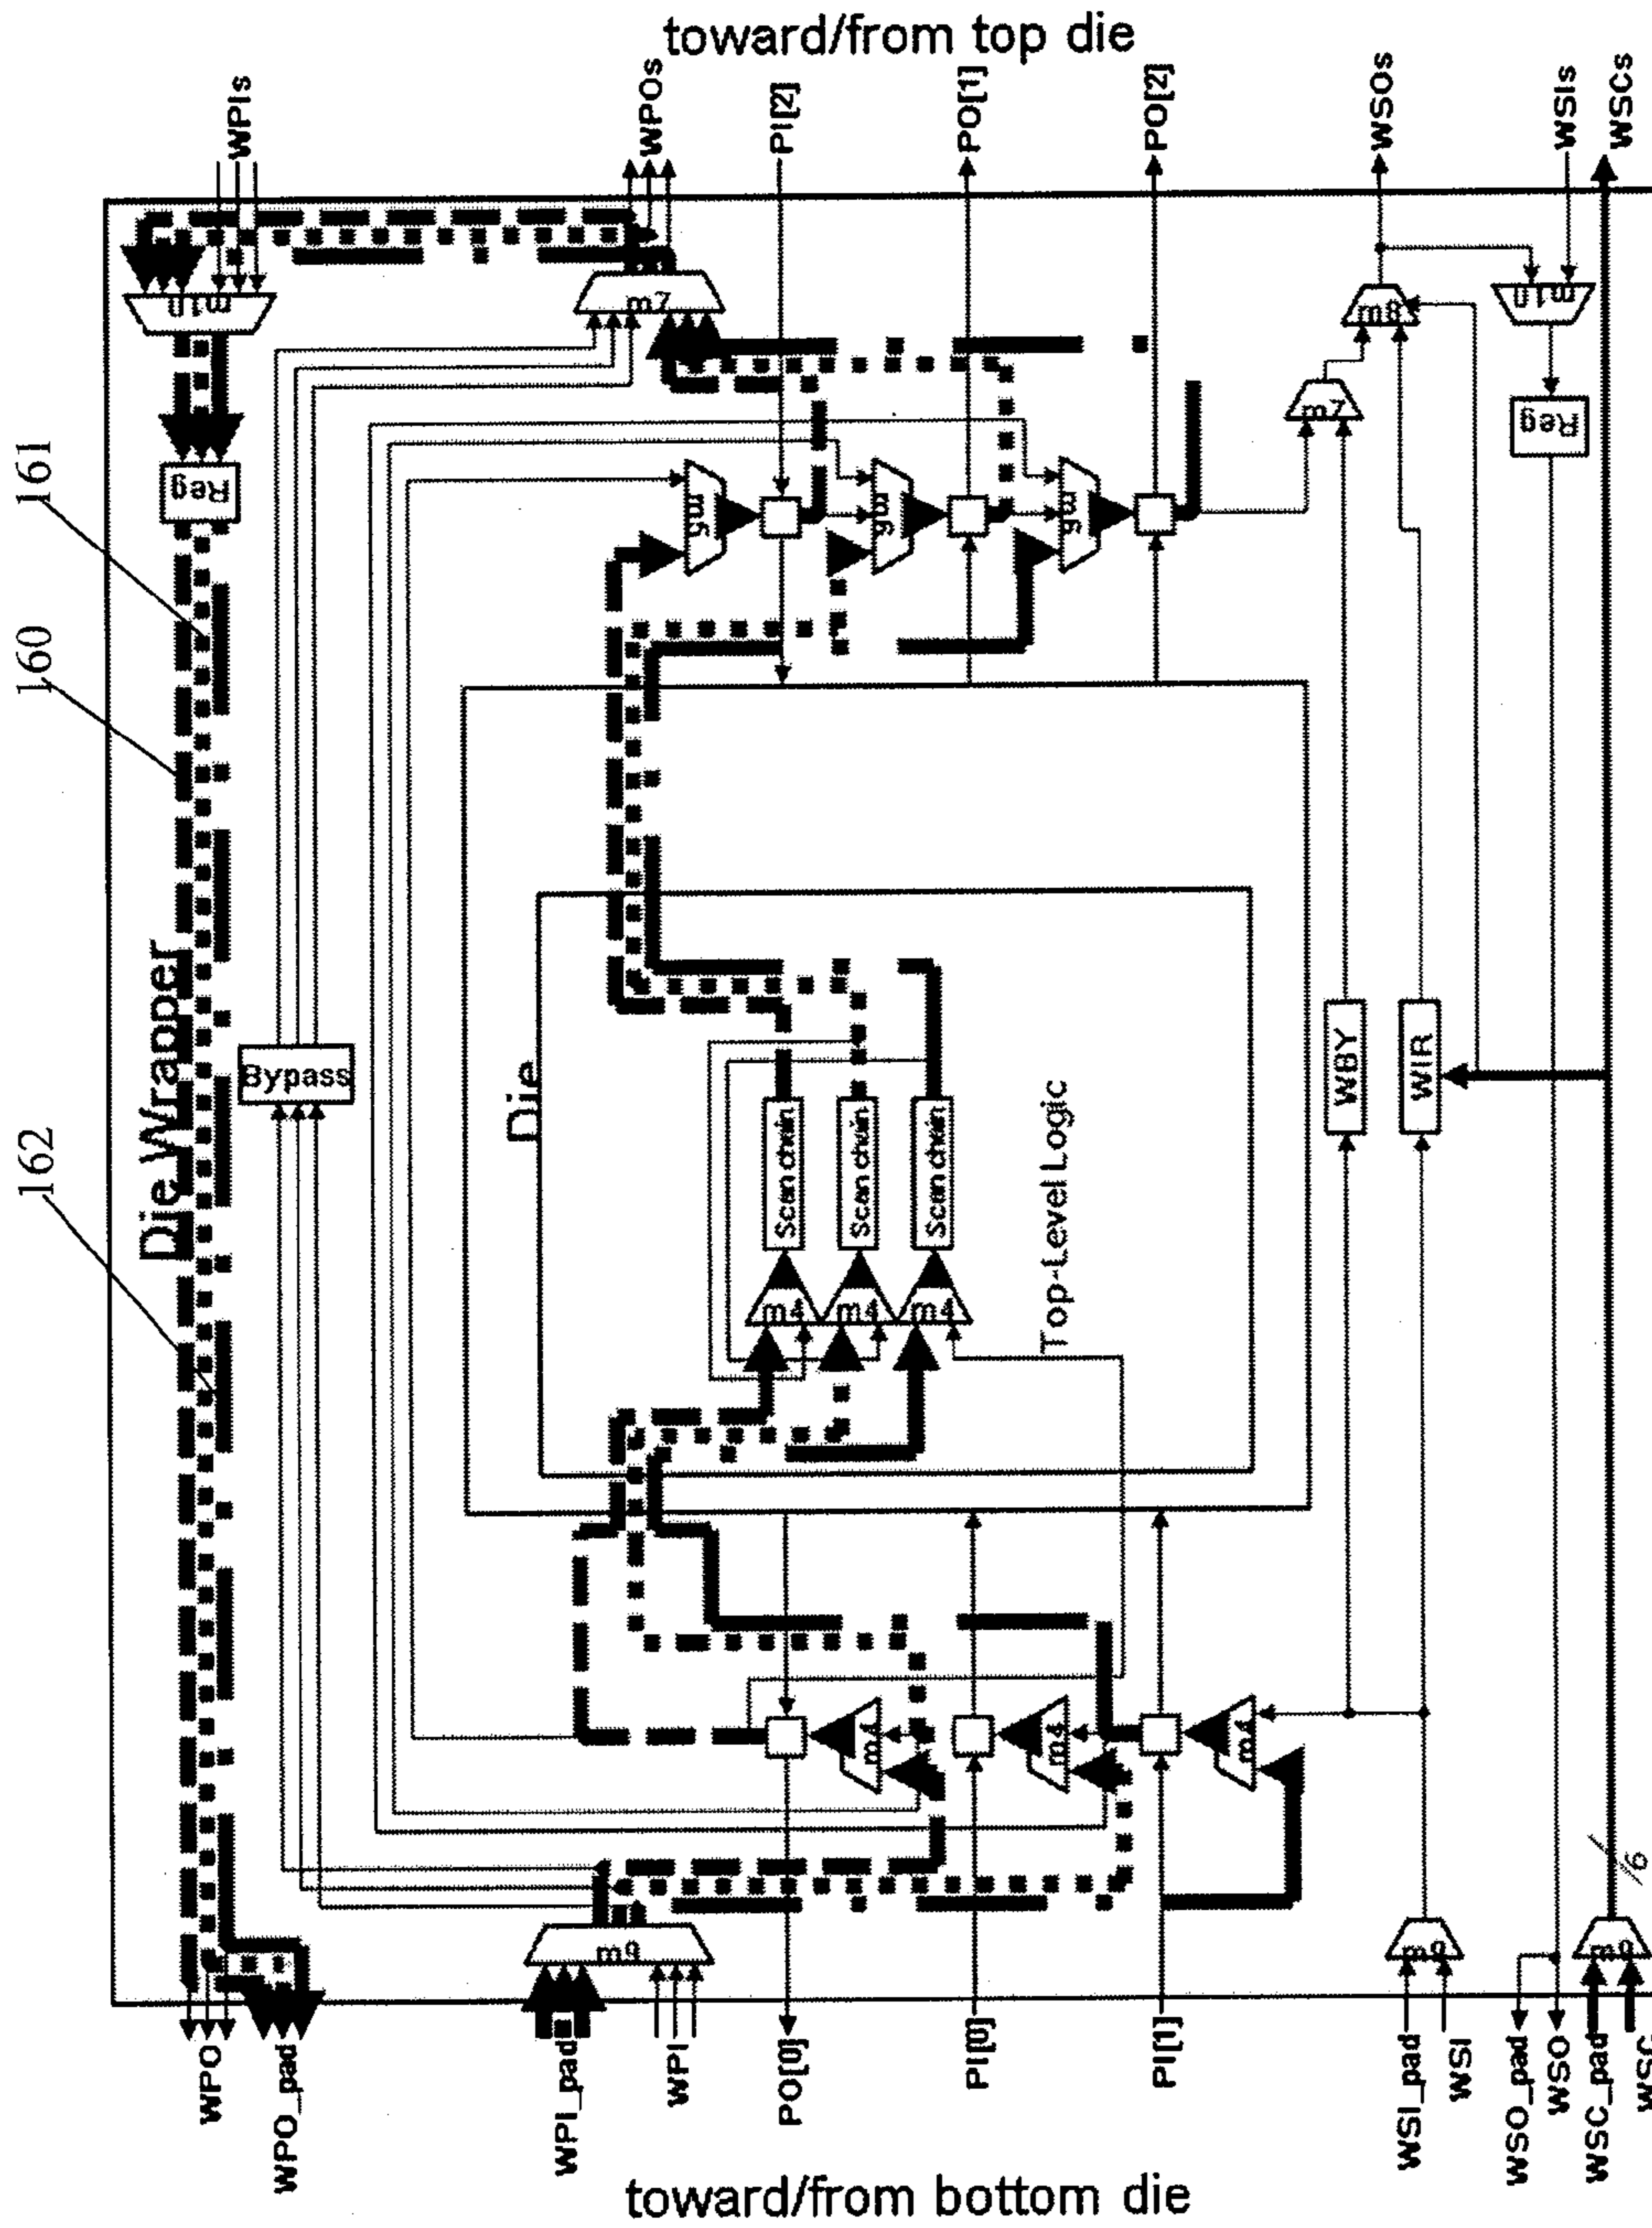 toward/from top die
WPIs
WPOs
PI[2]
PO[1]
PO[2]
WSOs
WSIs
WSCs
m10
m7
m8
m10
m7
Reg
Reg
161
160
162
m5
m6
m6
Die Wrapper
Bypass
Die
Scan chain
Scan chain
Scan chain
m4
m4
m4
Top-Level Logic
WBY
WIR
m4
m4
m4
m9
m9
m9
6
WPO
WPO_pad
WPI_pad
WPI
PO[0]
PI[0]
PI[1]
WSI_pad
WSI
WSO_pad
WSO
WSC_pad
WSC
toward/from bottom die